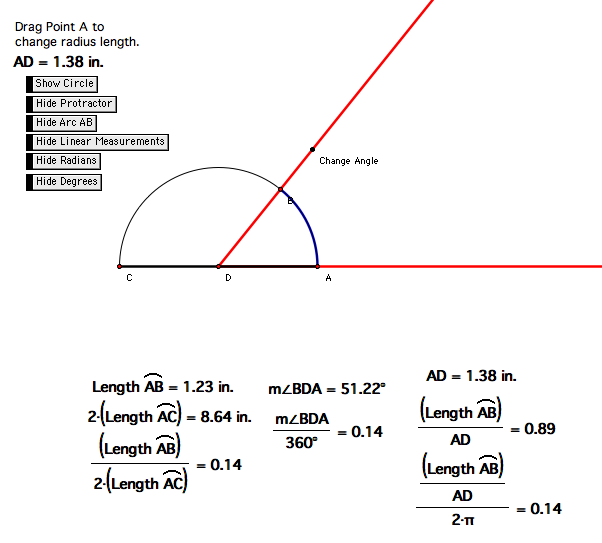 Drag Point A to
change radius length.
AD = 1.38 in.
Show Circle
Hide Protractor
Hide Arc AB
Hide Linear Measurements
Hide Radians
Hide Degrees
Change Angle
B
C
D
A
Length AB = 1.23 in.
2·(Length AC) = 8.64 in.
(Length AB)
= 0.14
2·(Length AC)
m∠BDA = 51.22°
m∠BDA
= 0.14
360°
AD = 1.38 in.
(Length AB)
= 0.89
AD
(Length AB)
AD
= 0.14
2·π